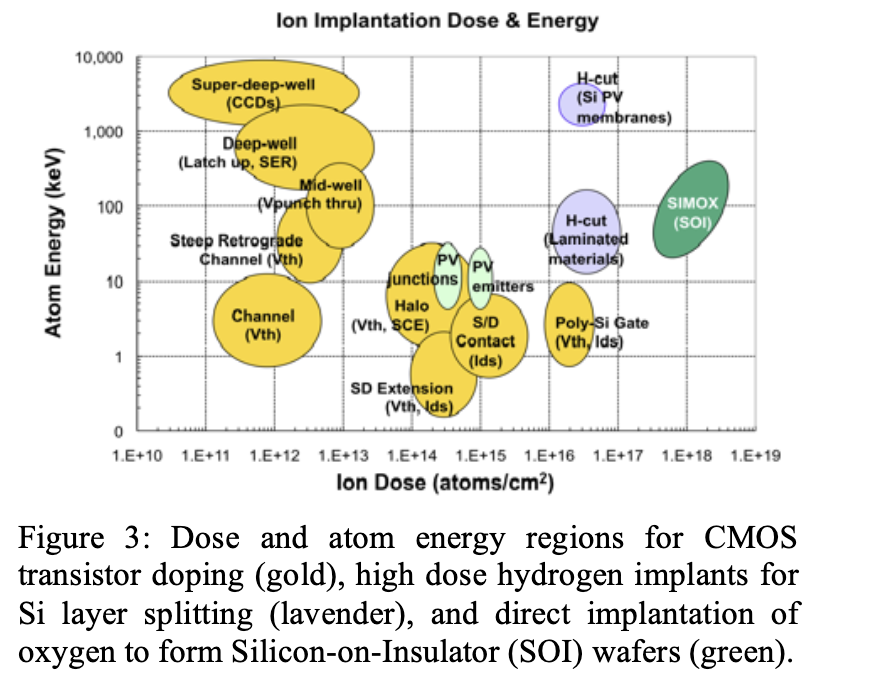 Ion Implantation Dose & Energy
10,000
1,000
100
10
1
0
Atom Energy (keV)
Super-deep-well
(CCDs)
Deep-well
(Latch up, SER)
Mid-well
(Vpunch thru)
Steep Retrograde
Channel (Vth)
Channel
(Vth)
junctions
Halo
(Vth, SCE)
PV
PV
emitters
S/D
Contact
(Ids)
SD Extension
(Vth, Ids)
H-cut
(Si PV
membranes)
H-cut
(Laminated
materials)
SIMOX
(SOI)
Poly-Si Gate
(Vth, Ids)
1.E+10 1.E+11 1.E+12 1.E+13 1.E+14 1.E+15 1.E+16 1.E+17 1.E+18 1.E+19
Ion Dose (atoms/cm²)
Figure 3: Dose and atom energy regions for CMOS
transistor doping (gold), high dose hydrogen implants for
Si layer splitting (lavender), and direct implantation of
oxygen to form Silicon-on-Insulator (SOI) wafers (green).